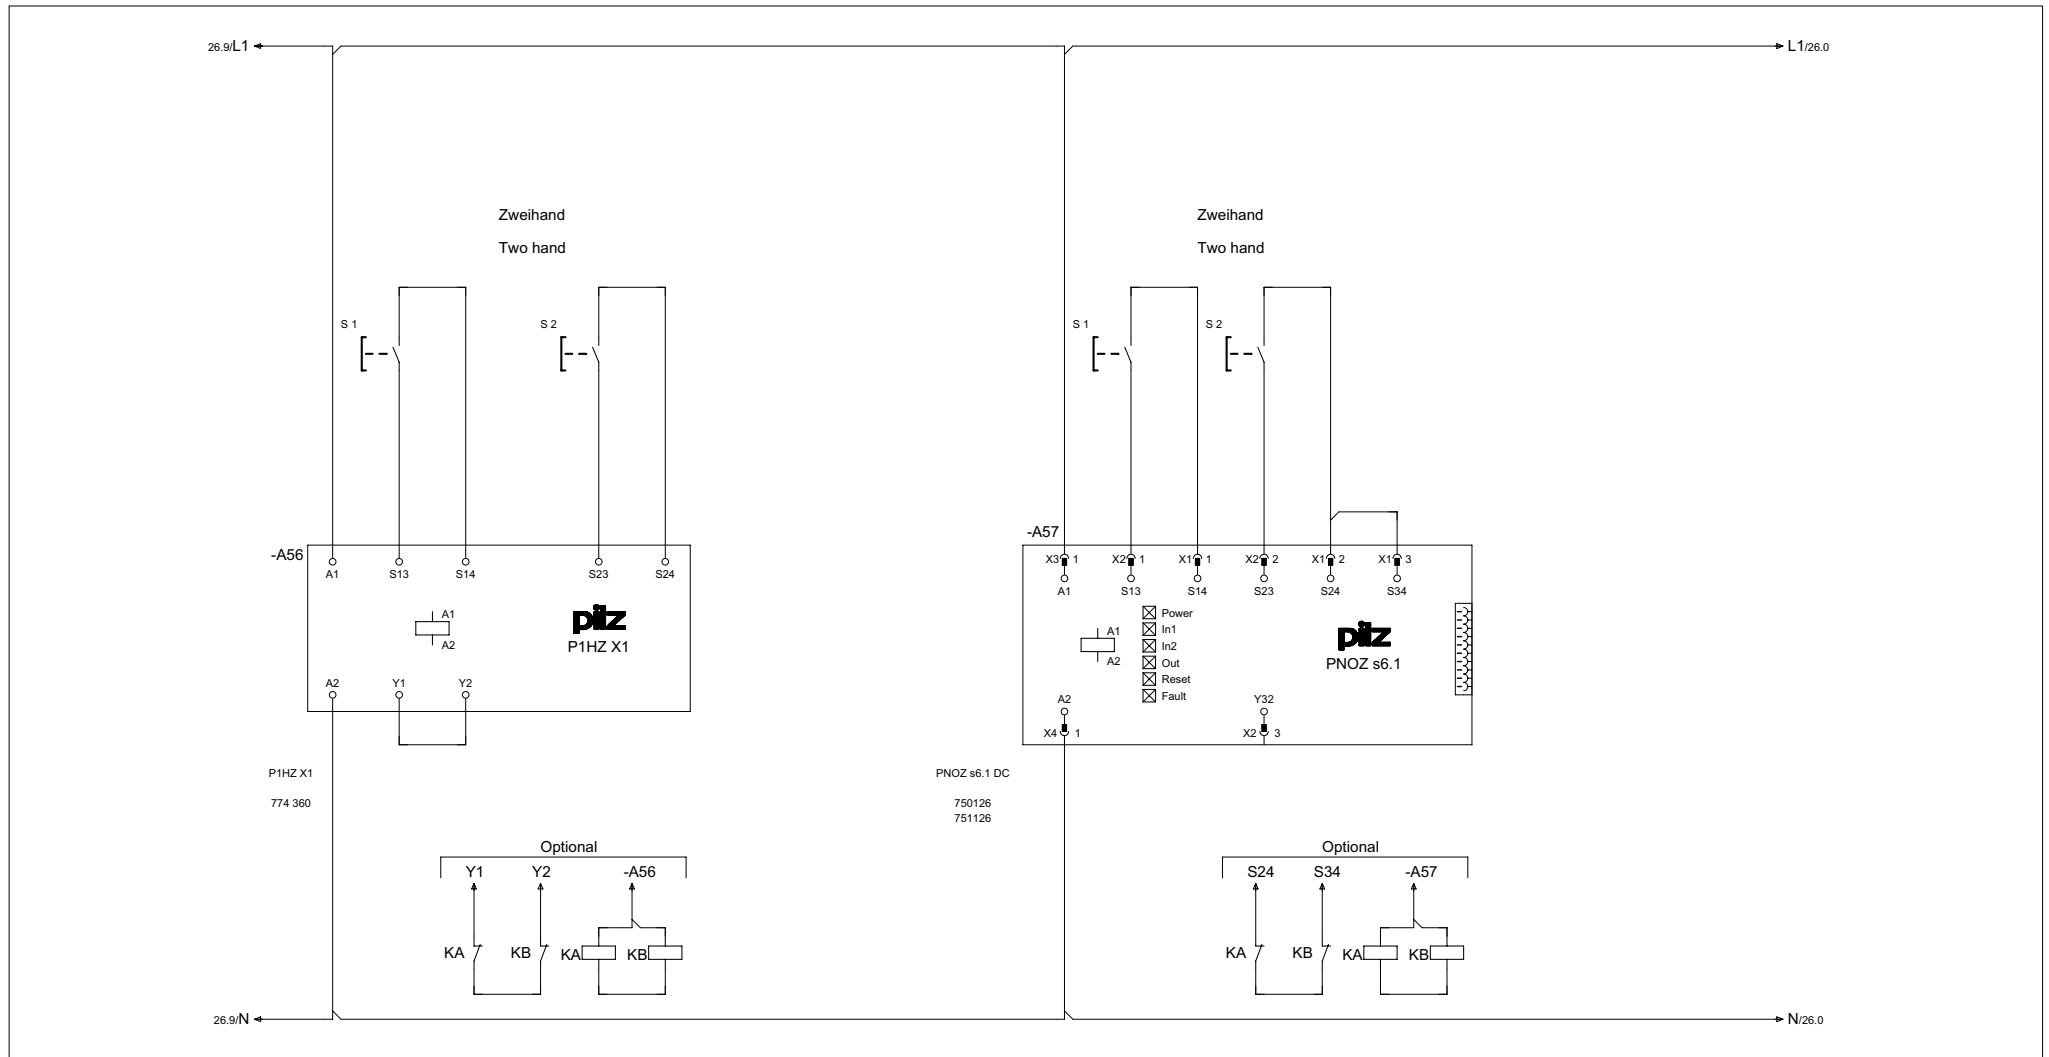 26.9/L1
L1/26.0
Zweihand
Two hand
S 1
S 2
-A56
A1
S13
S14
S23
S24
A1
A2
pilz
P1HZ X1
A2
Y1
Y2
P1HZ X1
774 360
Optional
Y1
Y2
-A56
KA
KB
KA
KB
26.9/N
Zweihand
Two hand
S 1
S 2
-A57
X3 1
X2 1
X1 1
X2 2
X1 2
X1 3
A1
S13
S14
S23
S24
S34
A1
A2
Power
In1
In2
Out
Reset
Fault
pilz
PNOZ s6.1
A2
Y32
X4 1
X2 3
PNOZ s6.1 DC
750126
751126
Optional
S24
S34
-A57
KA
KB
KA
KB
N/26.0